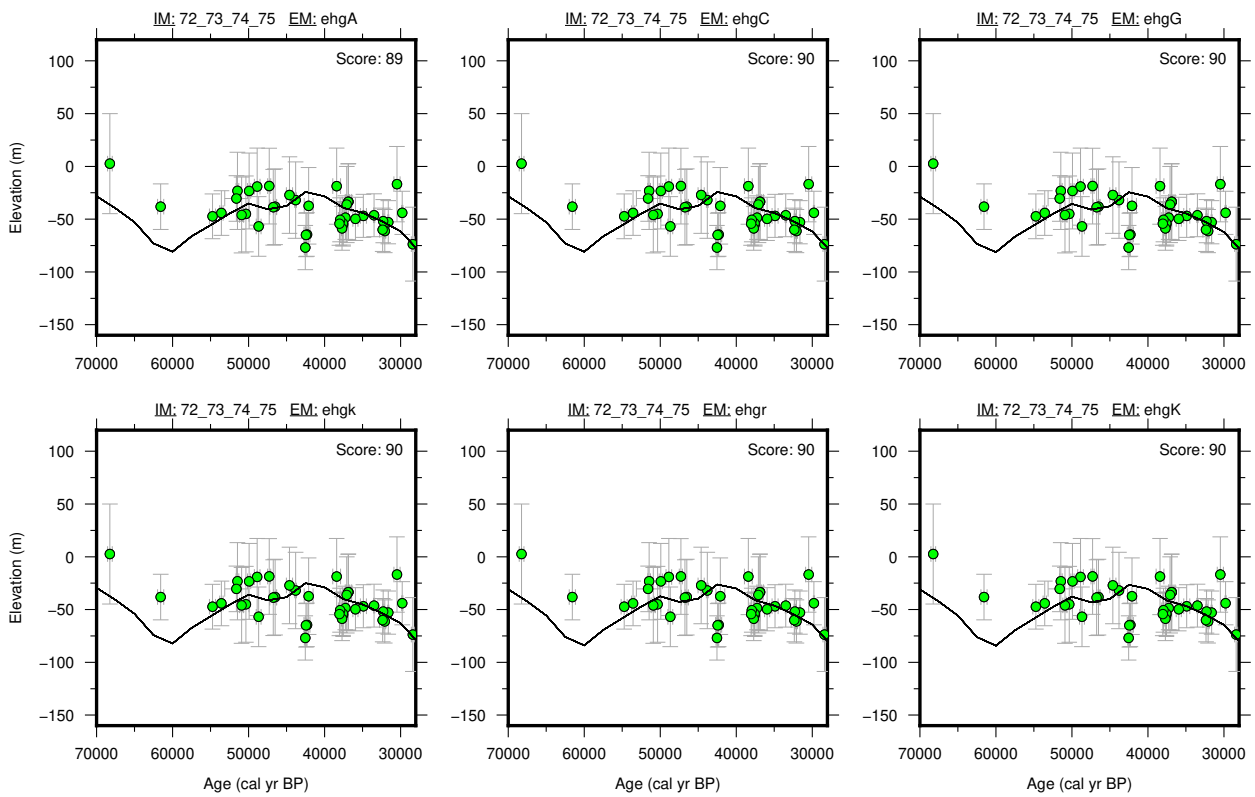 IM: 72_73_74_75 EM: ehgA
IM: 72_73_74_75 EM: ehgC
IM: 72_73_74_75 EM: ehgG
Score: 89
Score: 90
Score: 90
Elevation (m)
100
50
0
−50
−100
−150
100
50
0
−50
−100
−150
100
50
0
−50
−100
−150
70000 60000 50000 40000 30000
70000 60000 50000 40000 30000
70000 60000 50000 40000 30000
IM: 72_73_74_75 EM: ehgk
IM: 72_73_74_75 EM: ehgr
IM: 72_73_74_75 EM: ehgK
Score: 90
Score: 90
Score: 90
Elevation (m)
100
50
0
−50
−100
−150
100
50
0
−50
−100
−150
100
50
0
−50
−100
−150
70000 60000 50000 40000 30000
70000 60000 50000 40000 30000
70000 60000 50000 40000 30000
Age (cal yr BP)
Age (cal yr BP)
Age (cal yr BP)